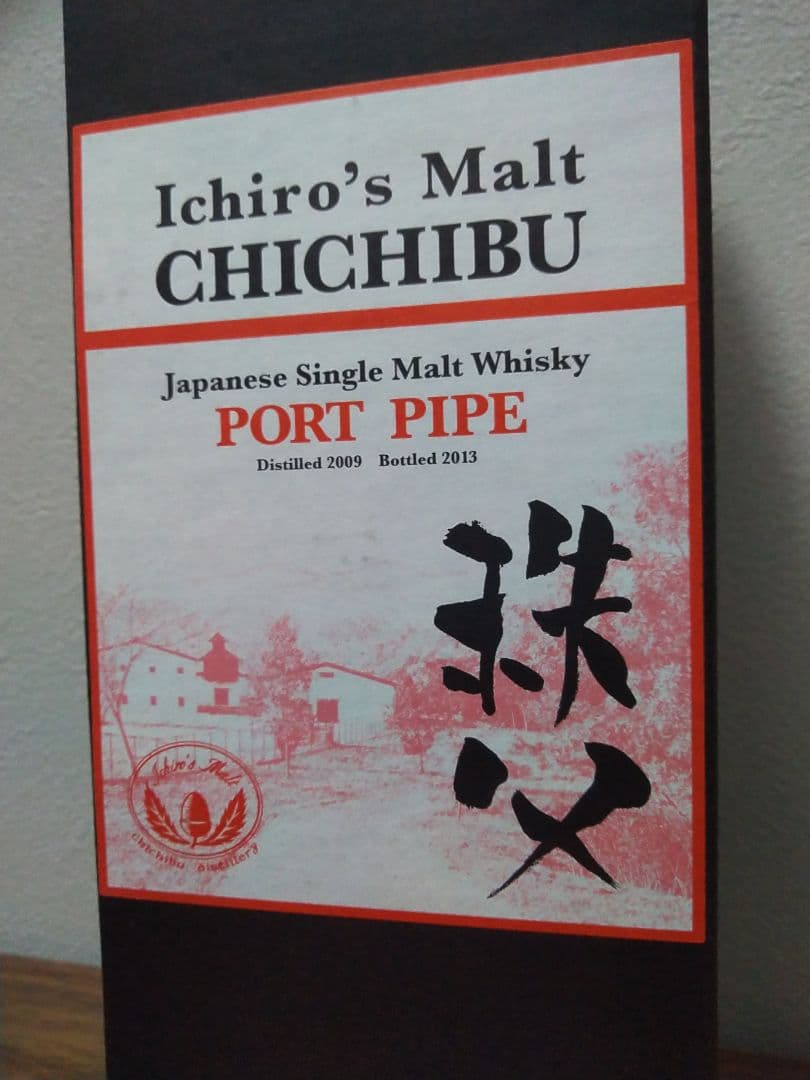 Ichiro's Malt
CHICHIBU
Japanese Single Malt Whisky
PORT PIPE
Distilled 2009 Bottled 2013
秩父
Ichiro's Malt
chichibu distillery